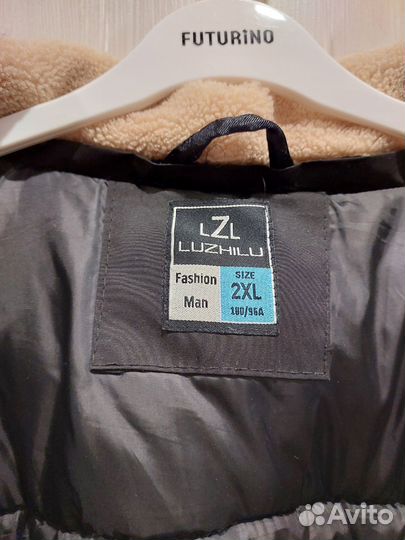 FUTURiNO
LZL
LUZHILU
Fashion
Man
SIZE
2XL
180/96A
Avito